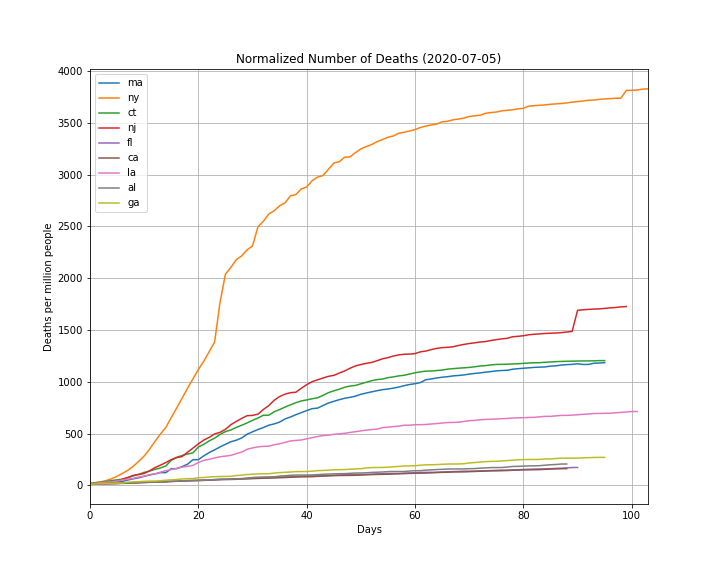 Normalized Number of Deaths (2020-07-05)
4000
3500
3000
2500
2000
1500
1000
500
0
Deaths per million people
ma
ny
ct
nj
fl
ca
la
al
ga
0 20 40 60 80 100
Days